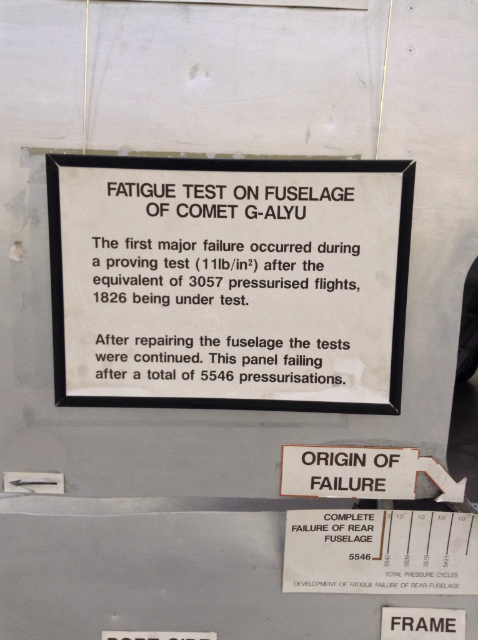 FATIGUE TEST ON FUSELAGE
OF COMET G-ALYU
The first major failure occurred during
a proving test (11lb/in²) after the
equivalent of 3057 pressurised flights,
1826 being under test.
After repairing the fuselage the tests
were continued. This panel failing
after a total of 5546 pressurisations.
ORIGIN OF
FAILURE
COMPLETE
FAILURE OF REAR
FUSELAGE
5546
TOTAL PRESSURE CYCLES
DEVELOPMENT OF FATIGUE FAILURE OF REAR FUSELAGE
FRAME